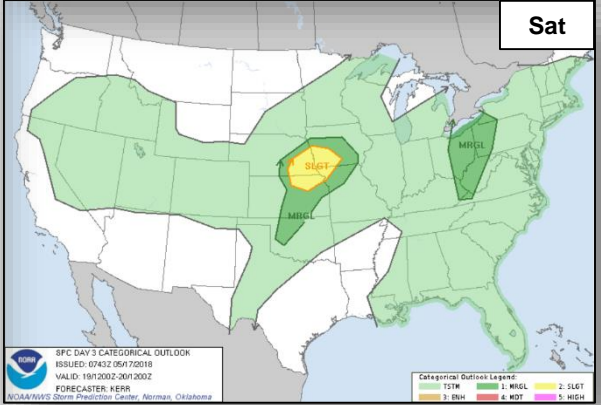 Sat
MRGL
SLGT
MRGL
NOAA
SPC DAY 3 CATEGORICAL OUTLOOK
ISSUED: 0743Z 05/17/2018
VALID: 19/1200Z-20/1200Z
FORECASTER: KERR
NOAA/NWS Storm Prediction Center, Norman, Oklahoma
Categorical Outlook Legend:
TSTM 1: MRGL 2: SLGT
3: ENH 4: MDT 5: HIGH